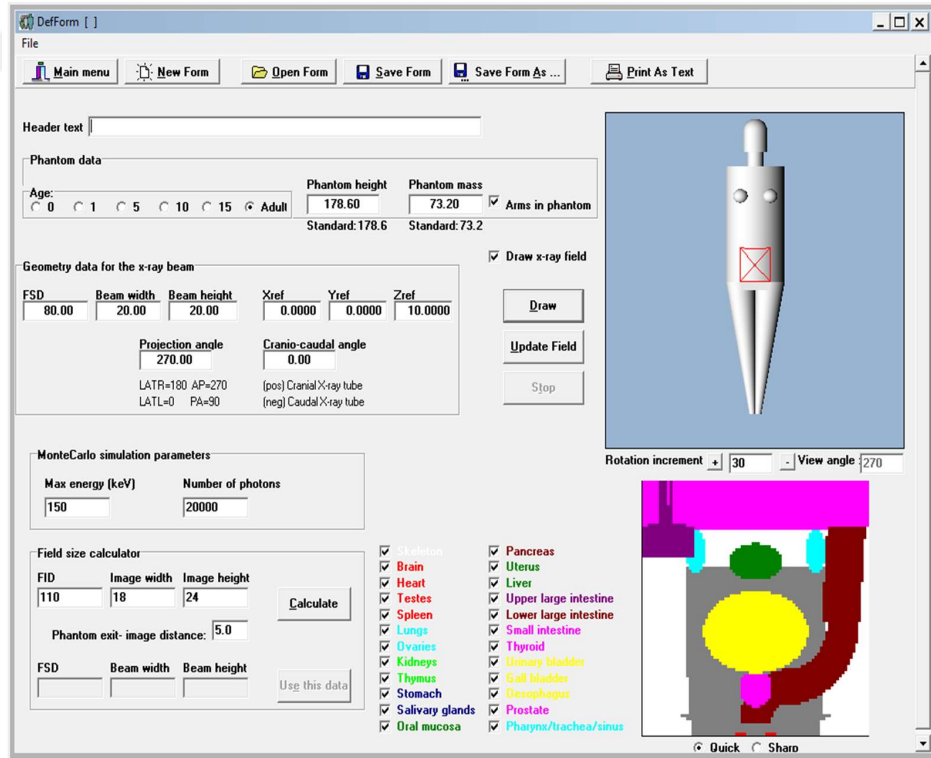 DefForm [ ]
File
Main menu New Form Open Form Save Form Save Form As ... Print As Text
Header text
Phantom data
Age:
0 1 5 10 15 Adult
Phantom height Phantom mass
178.60 73.20 Arms in phantom
Standard:178.6 Standard:73.2
Draw x-ray field
Geometry data for the x-ray beam
FSD Beam width Beam height Xref Yref Zref
80.00 20.00 20.00 0.0000 0.0000 10.0000
Draw
Projection angle Cranio-caudal angle
270.00 0.00
Update Field
LATR=180 AP=270 (pos) Cranial X-ray tube
LATL=0 PA=90 (neg) Caudal X-ray tube
Stop
Rotation increment + 30 - View angle : 270
MonteCarlo simulation parameters
Max energy (keV) Number of photons
150 20000
Field size calculator
FID Image width Image height
110 18 24
Calculate
Phantom exit- image distance: 5.0
FSD Beam width Beam height
Use this data
Skeleton
Brain
Heart
Testes
Spleen
Lungs
Ovaries
Kidneys
Thymus
Stomach
Salivary glands
Oral mucosa
Pancreas
Uterus
Liver
Upper large intestine
Lower large intestine
Small intestine
Thyroid
Urinary bladder
Gall bladder
Oesophagus
Prostate
Pharynx/trachea/sinus
Quick Sharp